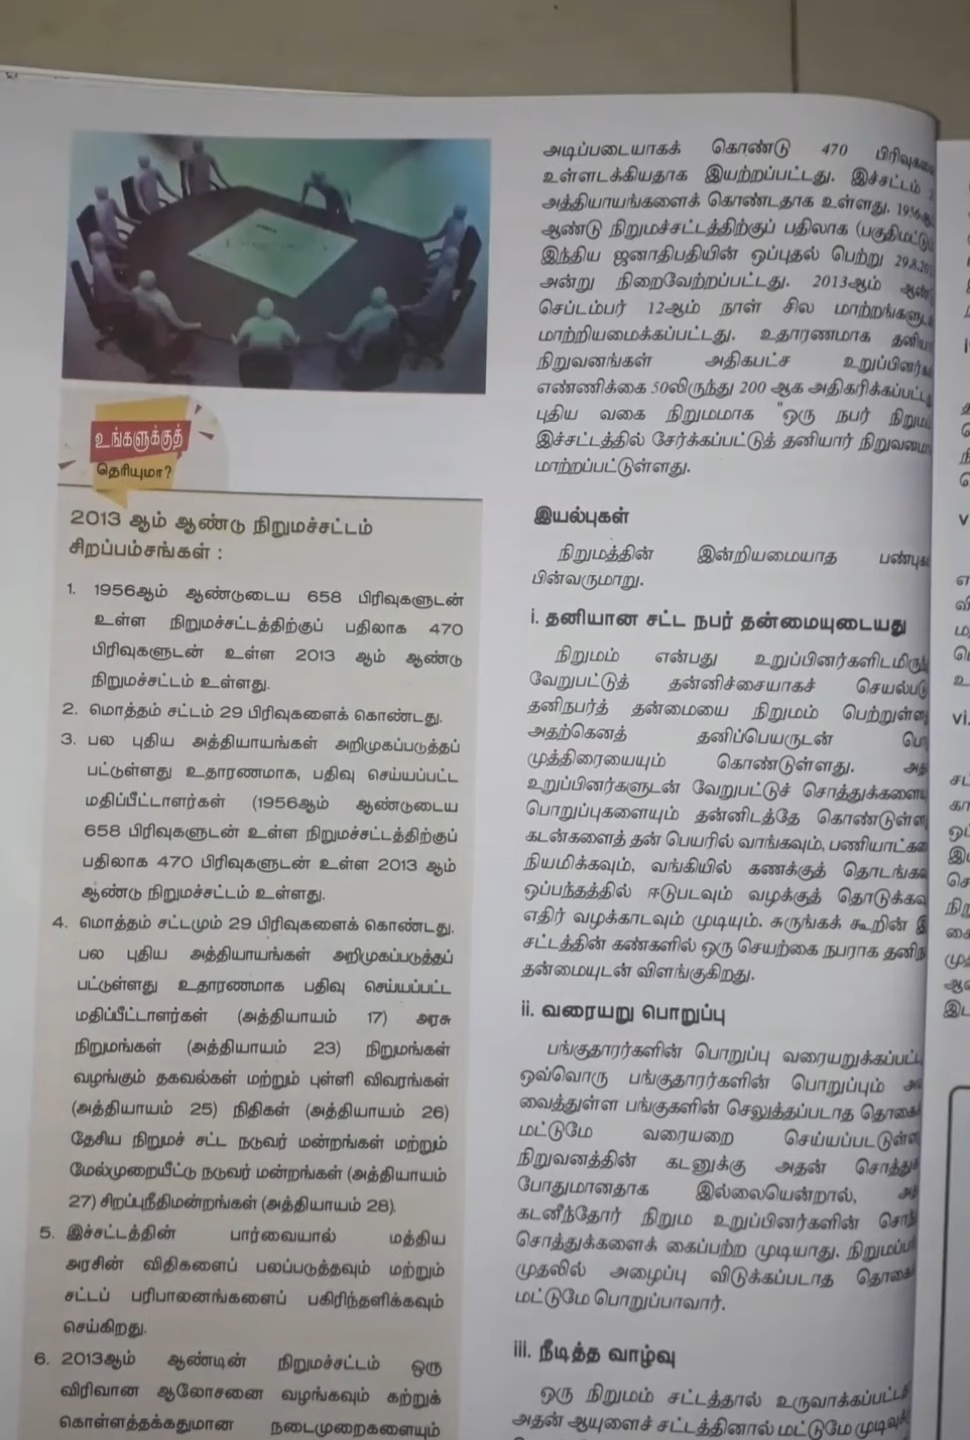 உங்களுக்குத்
தெரியுமா?
2013 ஆம் ஆண்டு நிறுமச்சட்டம்
சிறப்பம்சங்கள் :
1. 1956ஆம் ஆண்டுடைய 658 பிரிவுகளுடன்
உள்ள நிறுமச்சட்டத்திற்குப் பதிலாக 470
பிரிவுகளுடன் உள்ள 2013 ஆம் ஆண்டு
நிறுமச்சட்டம் உள்ளது.
2. மொத்தம் சட்டம் 29 பிரிவுகளைக் கொண்டது.
3. பல புதிய அத்தியாயங்கள் அறிமுகப்படுத்தப்
பட்டுள்ளது உதாரணமாக, பதிவு செய்யப்பட்ட
மதிப்பீட்டாளர்கள் (1956ஆம் ஆண்டுடைய
658 பிரிவுகளுடன் உள்ள நிறுமச்சட்டத்திற்குப்
பதிலாக 470 பிரிவுகளுடன் உள்ள 2013 ஆம்
ஆண்டு நிறுமச்சட்டம் உள்ளது.
4. மொத்தம் சட்டமும் 29 பிரிவுகளைக் கொண்டது.
பல புதிய அத்தியாயங்கள் அறிமுகப்படுத்தப்
பட்டுள்ளது உதாரணமாக பதிவு செய்யப்பட்ட
மதிப்பீட்டாளர்கள் (அத்தியாயம் 17) அரசு
நிறுமங்கள் (அத்தியாயம் 23) நிறுமங்கள்
வழங்கும் தகவல்கள் மற்றும் புள்ளி விவரங்கள்
(அத்தியாயம் 25) நிதிகள் (அத்தியாயம் 26)
தேசிய நிறுமச் சட்ட நடுவர் மன்றங்கள் மற்றும்
மேல்முறையீட்டு நடுவர் மன்றங்கள் (அத்தியாயம்
27) சிறப்புநீதிமன்றங்கள் (அத்தியாயம் 28).
5. இச்சட்டத்தின் பார்வையால் மத்திய
அரசின் விதிகளைப் பலப்படுத்தவும் மற்றும்
சட்டப் பரிபாலனங்களைப் பகிரிந்தளிக்கவும்
செய்கிறது.
6. 2013ஆம் ஆண்டின் நிறுமச்சட்டம் ஒரு
விரிவான ஆலோசனை வழங்கவும் கற்றுக்
கொள்ளத்தக்கதுமான நடைமுறைகளையும்
அடிப்படையாகக் கொண்டு 470
உள்ளடக்கியதாக இயற்றப்பட்டது. இச்சட்டம்
அத்தியாயங்களைக் கொண்டதாக உள்ளது.
ஆண்டு நிறுமச்சட்டத்திற்குப் பதிலாக
இந்திய ஜனாதிபதியின் ஒப்புதல் பெற்று
அன்று நிறைவேற்றப்பட்டது. 2013ஆம்
செப்டம்பர் 12ஆம் நாள் சில
மாற்றியமைக்கப்பட்டது. உதாரணமாக
நிறுவனங்கள் அதிகபட்ச
எண்ணிக்கை 50லிருந்து 200 ஆக
புதிய வகை நிறுமமாக "ஒரு நபர்
இச்சட்டத்தில் சேர்க்கப்பட்டுத் தனியார்
மாற்றப்பட்டுள்ளது.
இயல்புகள்
நிறுமத்தின் இன்றியமையாத
பின்வருமாறு.
i. தனியான சட்ட நபர் தன்மையுடையது
நிறுமம் என்பது
வேறுபட்டுத் தன்னிச்சையாகச்
தனிநபர்த் தன்மையை நிறுமம்
அதற்கெனத் தனிப்பெயருடன்
முத்திரையையும் கொண்டுள்ளது.
உறுப்பினர்களுடன் வேறுபட்டுச்
பொறுப்புகளையும் தன்னிடத்தே
கடன்களைத் தன் பெயரில் வாங்கவும்,
நியமிக்கவும், வங்கியில் கணக்குத்
ஒப்பந்தத்தில் ஈடுபடவும் வழக்குத்
எதிர் வழக்காடவும் முடியும். சுருங்கக் கூறின்
சட்டத்தின் கண்களில் ஒரு செயற்கை நபராக
தன்மையுடன் விளங்குகிறது.
ii. வரையறு பொறுப்பு
பங்குதாரர்களின் பொறுப்பு
ஒவ்வொரு பங்குதாரர்களின் பொறுப்பும்
வைத்துள்ள பங்குகளின் செலுத்தப்படாத
மட்டுமே வரையறை
நிறுவனத்தின் கடனுக்கு அதன்
போதுமானதாக இல்லையென்றால்,
கடனீந்தோர் நிறும உறுப்பினர்களின்
சொத்துக்களைக் கைப்பற்ற முடியாது.
முதலில் அழைப்பு விடுக்கப்படாத
மட்டுமே பொறுப்பாவார்.
iii. நீடித்த வாழ்வு
ஒரு நிறுமம் சட்டத்தால்
அதன் ஆயுளைச் சட்டத்தினால் மட்டுமே